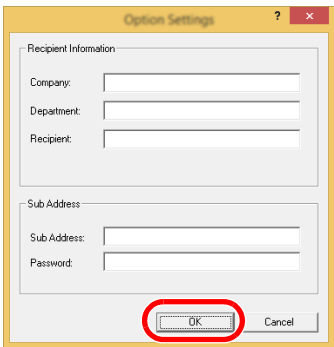 Option Settings
?
Recipient Information
Company:
Department:
Recipient:
Sub Address
Sub Address:
Password:
OK Cancel